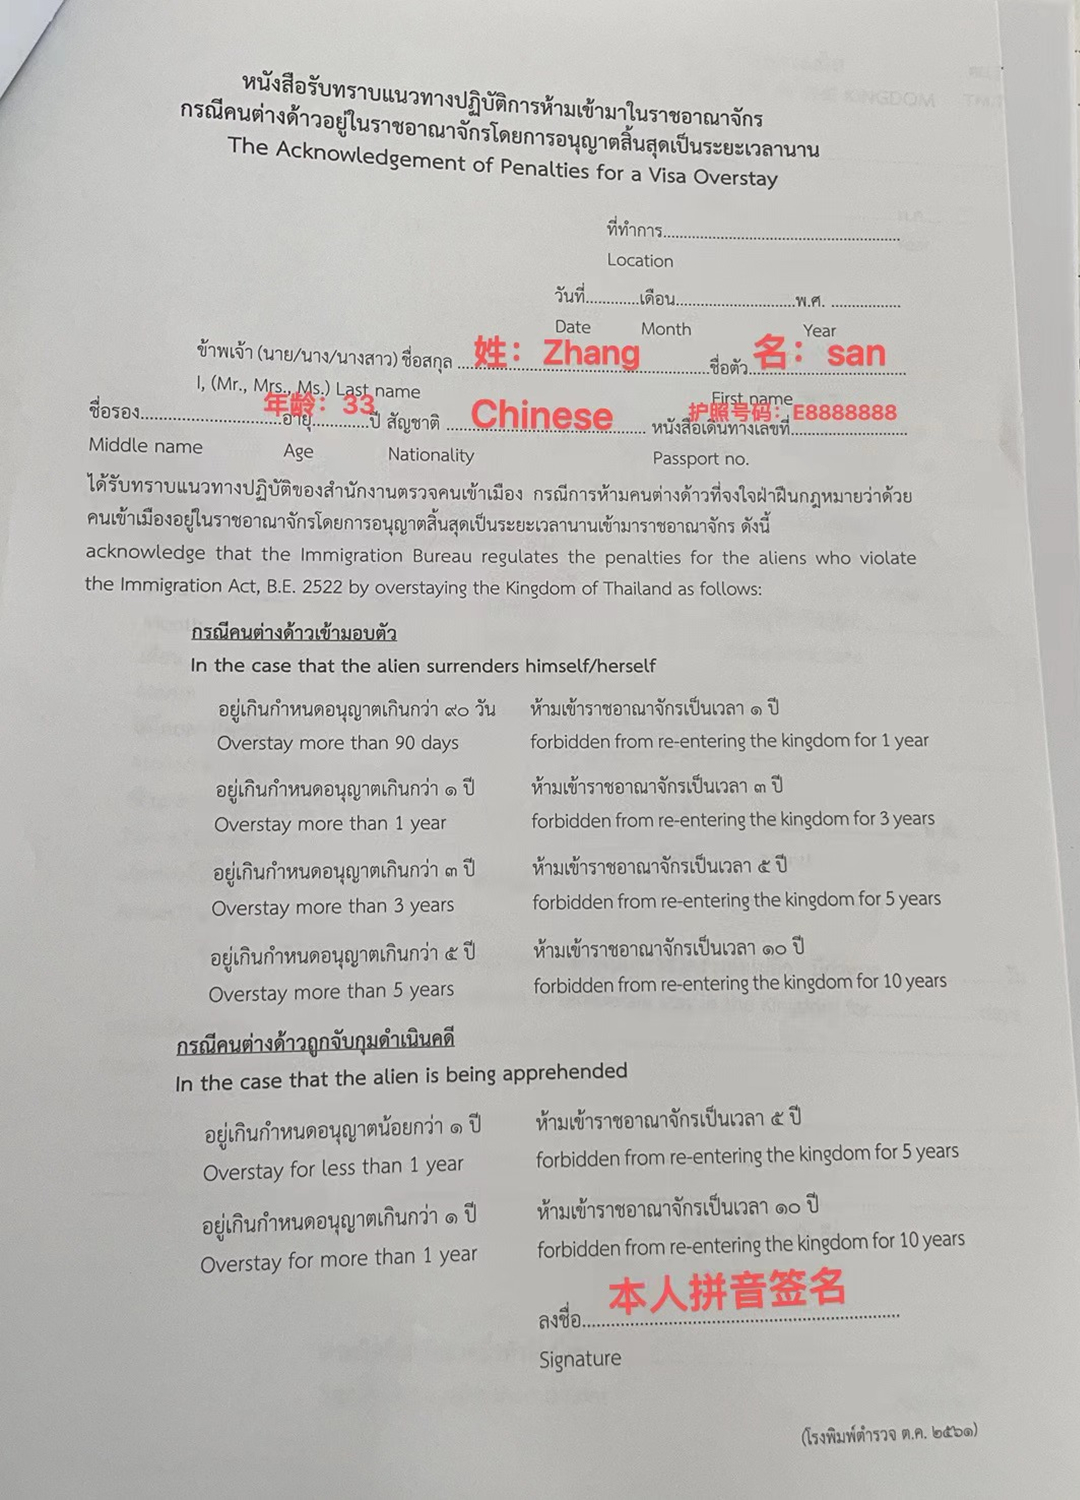 หนังสือรับทราบแนวทางปฏิบัติการห้ามเข้ามาในราชอาณาจักร
กรณีคนต่างด้าวอยู่ในราชอาณาจักรโดยการอนุญาตสิ้นสุดเป็นระยะเวลานาน
The Acknowledgement of Penalties for a Visa Overstay
ที่ทำการ
Location
วันที่............เดือน..........................พ.ศ. ...............
Date Month Year
ข้าพเจ้า (นาย/นาง/นางสาว) ชื่อสกุล 姓：Zhang ชื่อตัว 名：san
I, (Mr., Mrs., Ms.) Last name First name
ชื่อรอง 年龄：33 อายุ ปี สัญชาติ Chinese หนังสือเดินทางเลขที่ 护照号码：E8888888
Middle name Age Nationality Passport no.
ได้รับทราบแนวทางปฏิบัติของสำนักงานตรวจคนเข้าเมือง กรณีการห้ามคนต่างด้าวที่จงใจฝ่าฝืนกฎหมายว่าด้วย
คนเข้าเมืองอยู่ในราชอาณาจักรโดยการอนุญาตสิ้นสุดเป็นระยะเวลานานเข้ามาราชอาณาจักร ดังนี้
acknowledge that the Immigration Bureau regulates the penalties for the aliens who violate
the Immigration Act, B.E. 2522 by overstaying the Kingdom of Thailand as follows:
กรณีคนต่างด้าวเข้ามอบตัว
In the case that the alien surrenders himself/herself
อยู่เกินกำหนดอนุญาตเกินกว่า ๙๐ วัน ห้ามเข้าราชอาณาจักรเป็นเวลา ๑ ปี
Overstay more than 90 days forbidden from re-entering the kingdom for 1 year
อยู่เกินกำหนดอนุญาตเกินกว่า ๑ ปี ห้ามเข้าราชอาณาจักรเป็นเวลา ๓ ปี
Overstay more than 1 year forbidden from re-entering the kingdom for 3 years
อยู่เกินกำหนดอนุญาตเกินกว่า ๓ ปี ห้ามเข้าราชอาณาจักรเป็นเวลา ๕ ปี
Overstay more than 3 years forbidden from re-entering the kingdom for 5 years
อยู่เกินกำหนดอนุญาตเกินกว่า ๕ ปี ห้ามเข้าราชอาณาจักรเป็นเวลา ๑๐ ปี
Overstay more than 5 years forbidden from re-entering the kingdom for 10 years
กรณีคนต่างด้าวถูกจับกุมดำเนินคดี
In the case that the alien is being apprehended
อยู่เกินกำหนดอนุญาตน้อยกว่า ๑ ปี ห้ามเข้าราชอาณาจักรเป็นเวลา ๕ ปี
Overstay for less than 1 year forbidden from re-entering the kingdom for 5 years
อยู่เกินกำหนดอนุญาตเกินกว่า ๑ ปี ห้ามเข้าราชอาณาจักรเป็นเวลา ๑๐ ปี
Overstay for more than 1 year forbidden from re-entering the kingdom for 10 years
ลงชื่อ 本人拼音签名
Signature
(โรงพิมพ์ตำรวจ ต.ค. ๒๕๖๑)